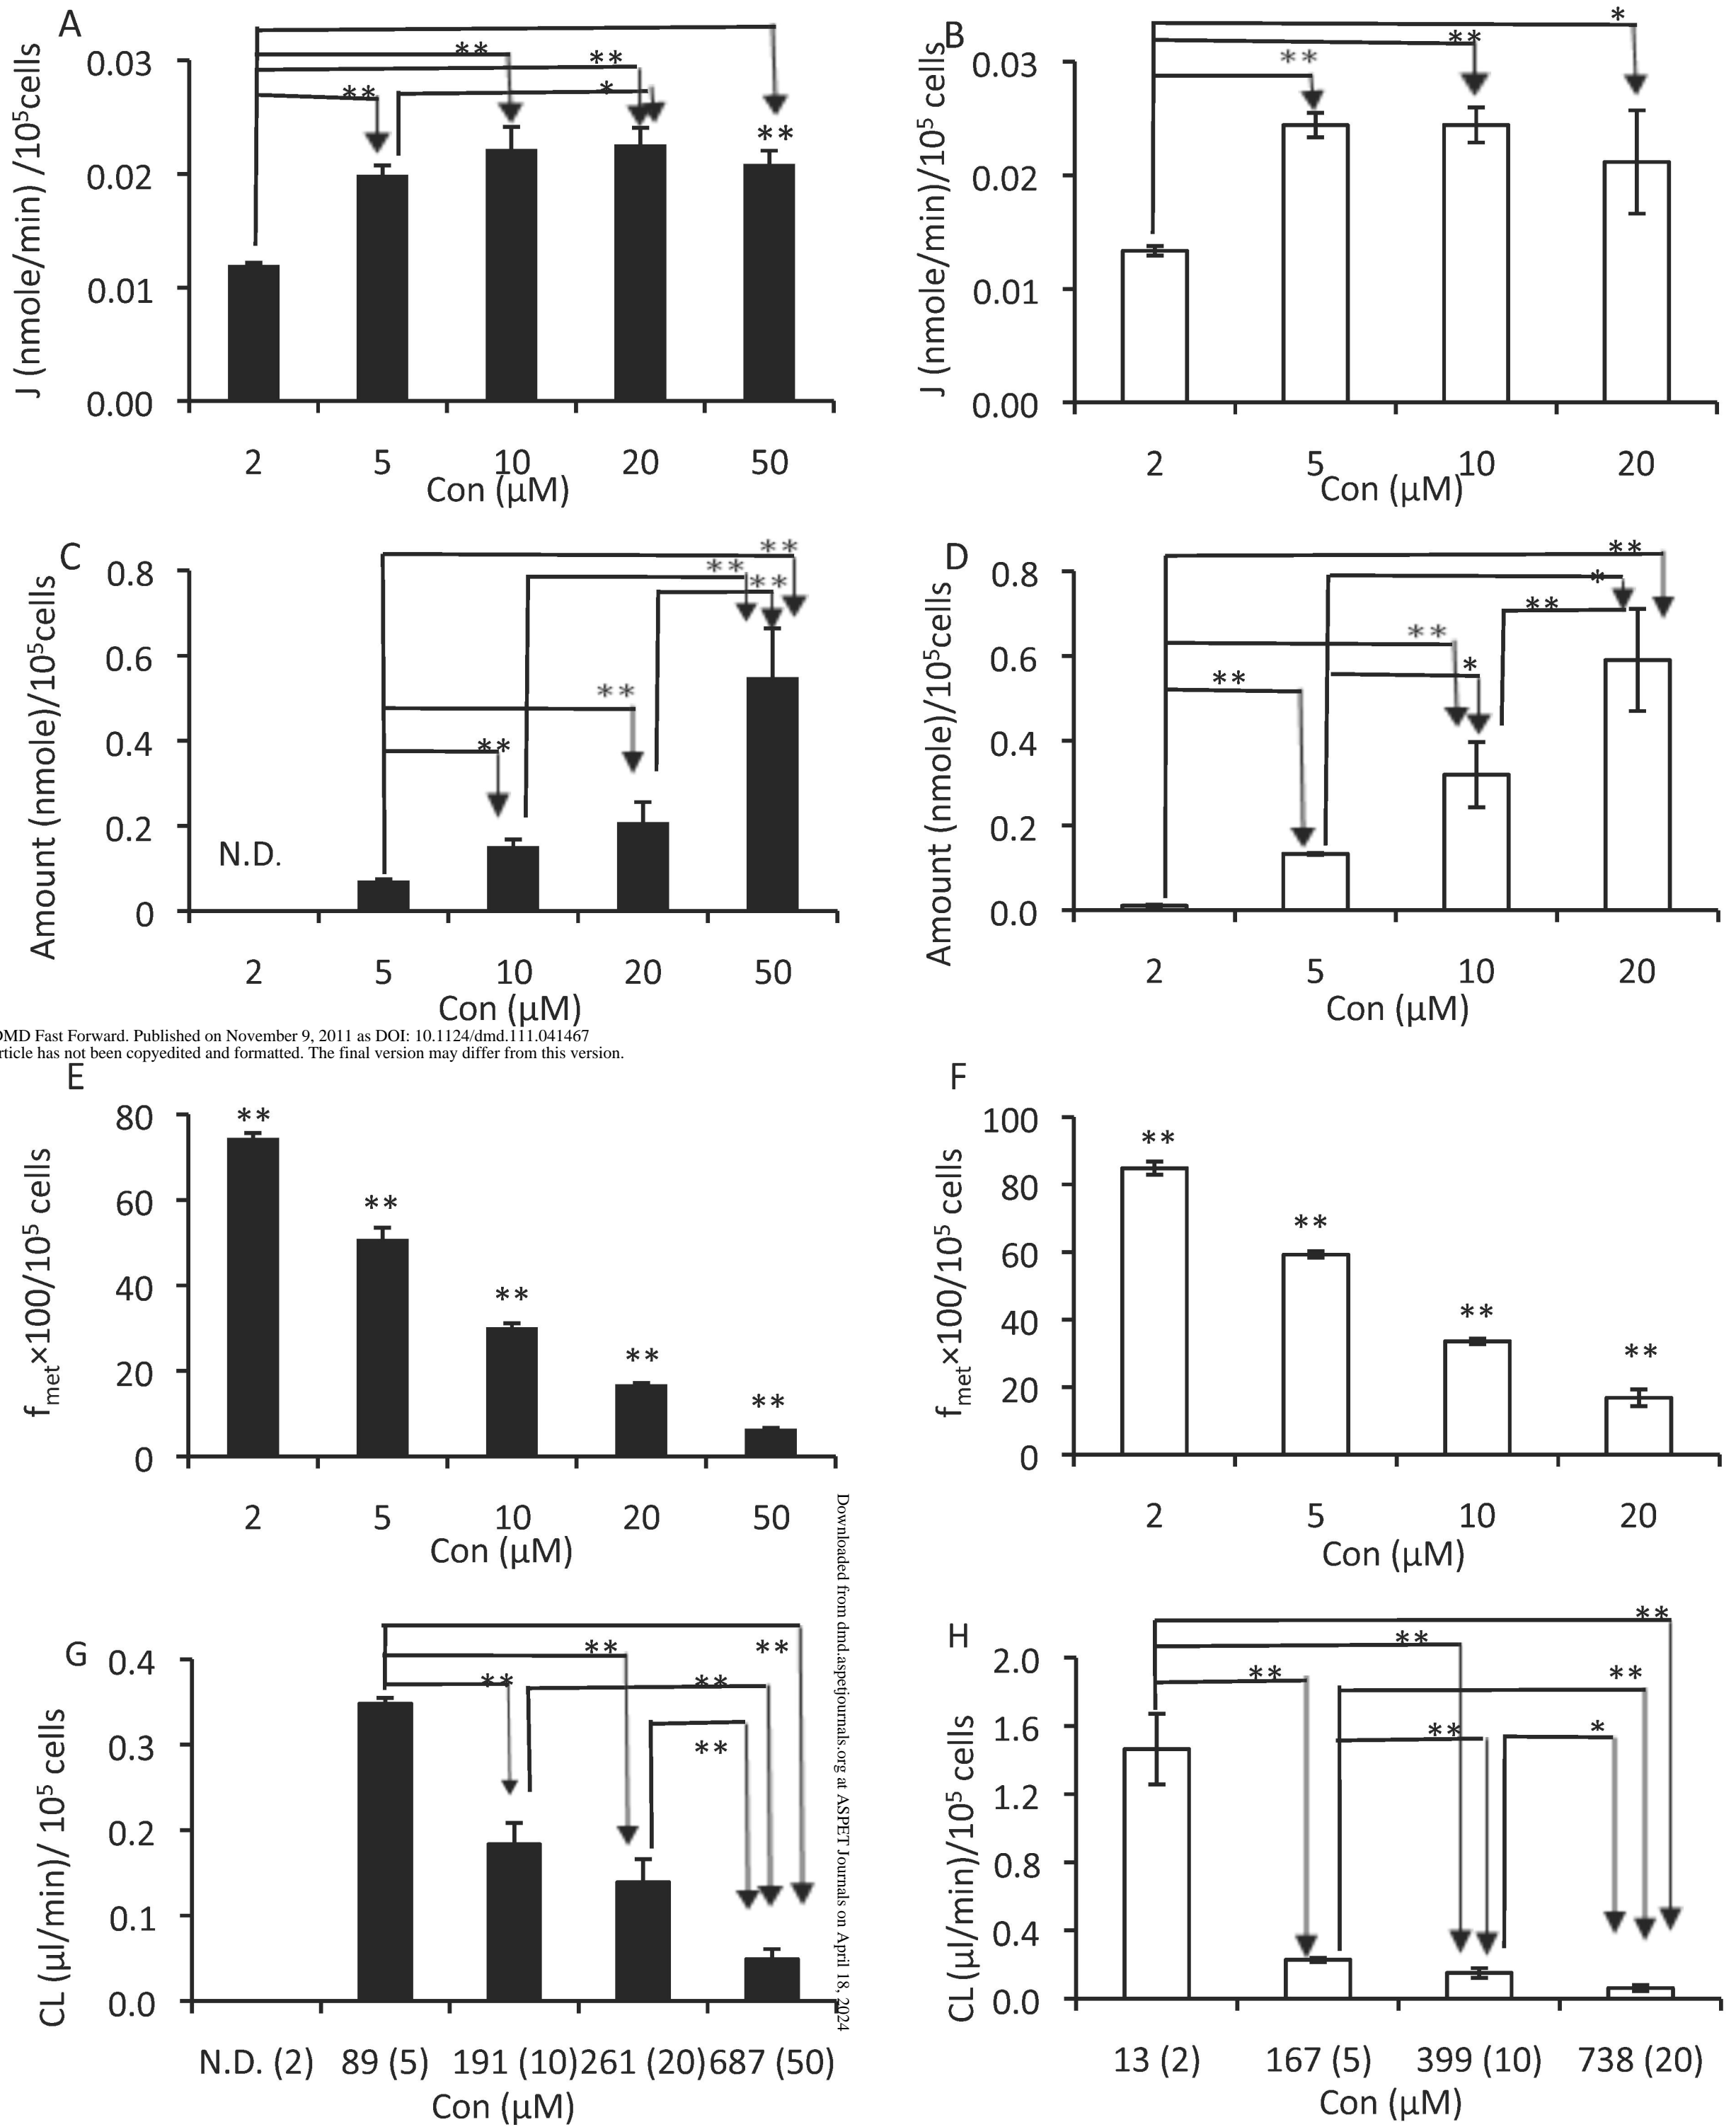 A
J (nmole/min) /10⁵cells
0.03
0.02
0.01
0.00
** ** ** * **
2 5 10 20 50
Con (µM)
B
J (nmole/min)/10⁵ cells
0.03
0.02
0.01
0.00
** ** *
2 5 10 20
Con (µM)
C
Amount (nmole)/10⁵cells
0.8
0.6
0.4
0.2
0
N.D.
** ** ** ** **
2 5 10 20 50
Con (µM)
D
Amount (nmole)/10⁵cells
0.8
0.6
0.4
0.2
0.0
** * ** ** * **
2 5 10 20
Con (µM)
DMD Fast Forward. Published on November 9, 2011 as DOI: 10.1124/dmd.111.041467
rticle has not been copyedited and formatted. The final version may differ from this version.
E
fmet×100/10⁵ cells
80
60
40
20
0
** ** ** ** **
2 5 10 20 50
Con (µM)
F
fmet×100/10⁵ cells
100
80
60
40
20
0
** ** ** **
2 5 10 20
Con (µM)
G
CL (µl/min)/ 10⁵ cells
0.4
0.3
0.2
0.1
0.0
** ** ** ** **
N.D. (2) 89 (5) 191 (10) 261 (20) 687 (50)
Con (µM)
Downloaded from dmd.aspetjournals.org at ASPET Journals on April 18, 2024
H
CL (µl/min)/10⁵ cells
2.0
1.6
1.2
0.8
0.4
0.0
** ** ** ** ** *
13 (2) 167 (5) 399 (10) 738 (20)
Con (µM)